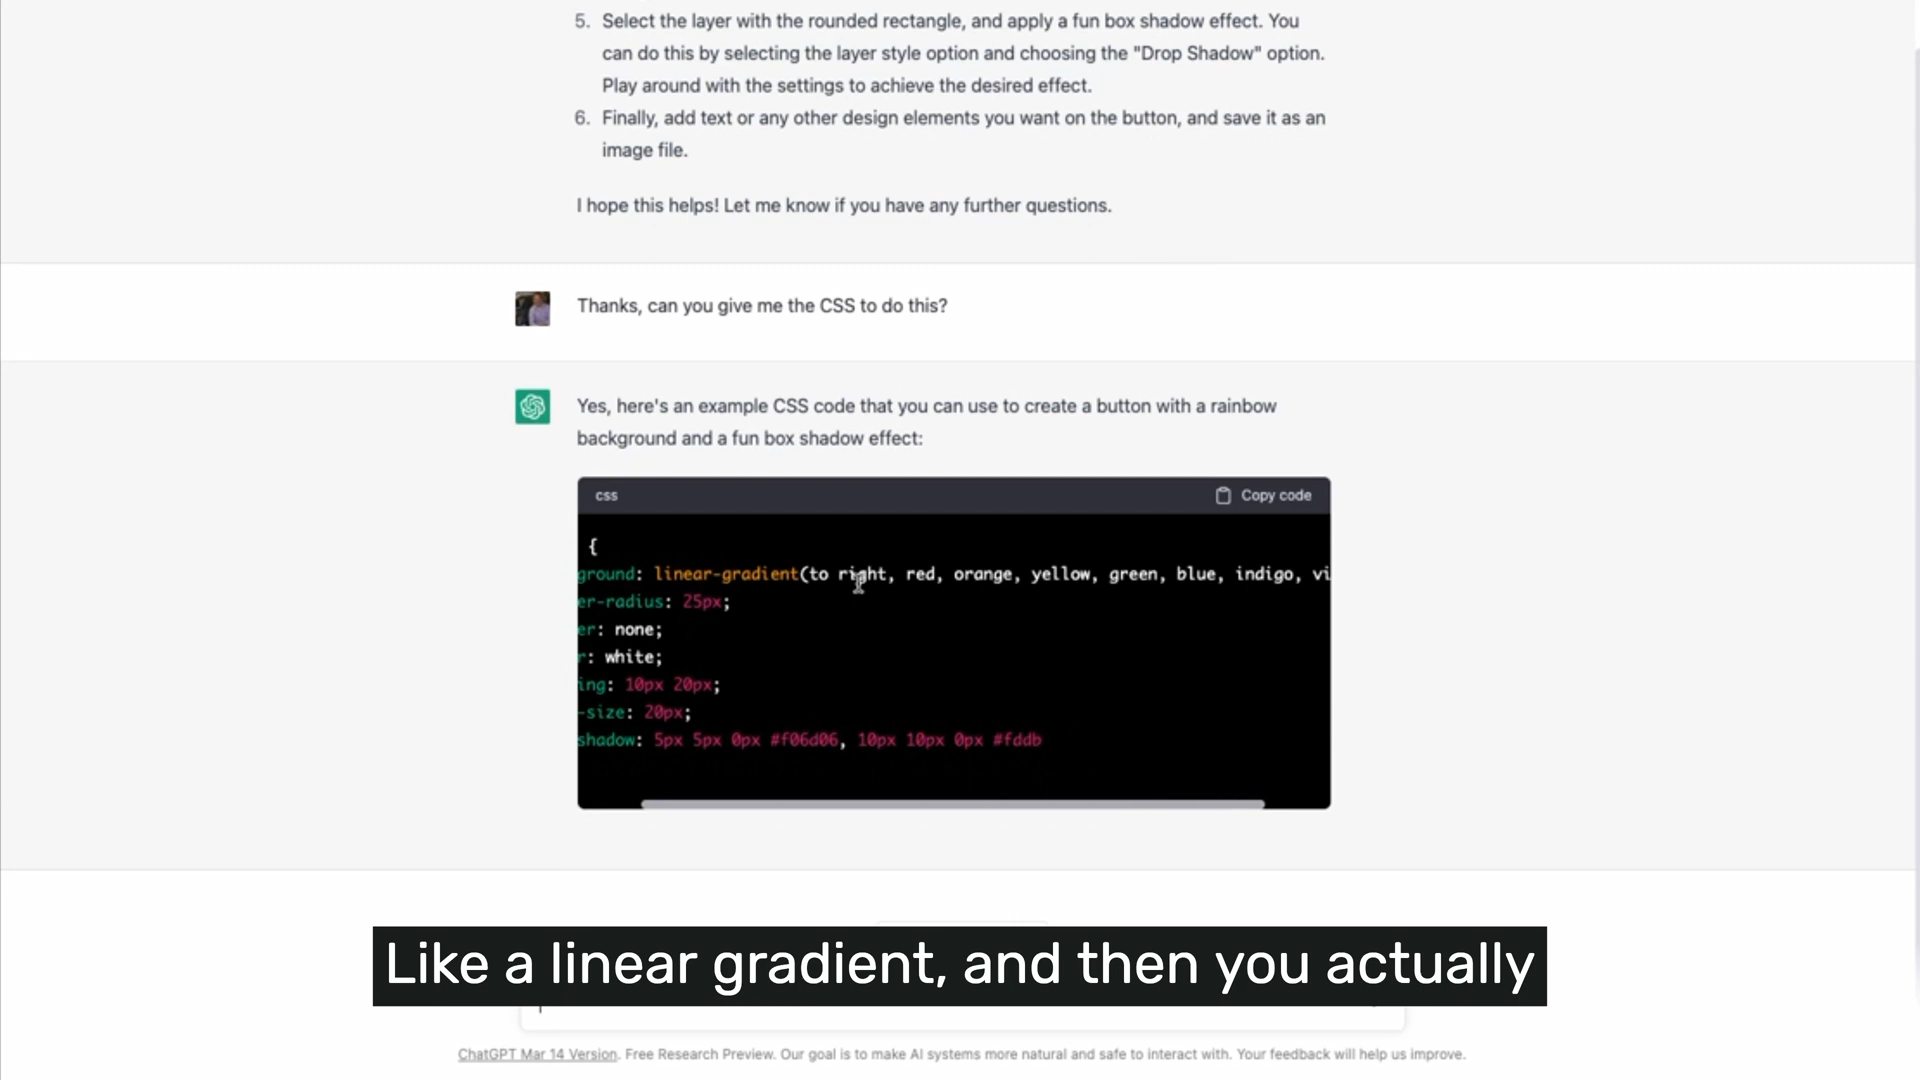 5. Select the layer with the rounded rectangle, and apply a fun box shadow effect. You
can do this by selecting the layer style option and choosing the "Drop Shadow" option.
Play around with the settings to achieve the desired effect.
6. Finally, add text or any other design elements you want on the button, and save it as an
image file.
I hope this helps! Let me know if you have any further questions.
Thanks, can you give me the CSS to do this?
Yes, here's an example CSS code that you can use to create a button with a rainbow
background and a fun box shadow effect:
css Copy code
{
ground: linear-gradient(to right, red, orange, yellow, green, blue, indigo, vi
er-radius: 25px;
er: none;
r: white;
ing: 10px 20px;
-size: 20px;
shadow: 5px 5px 0px #f06d06, 10px 10px 0px #fddb
Like a linear gradient, and then you actually
ChatGPT Mar 14 Version. Free Research Preview. Our goal is to make AI systems more natural and safe to interact with. Your feedback will help us improve.